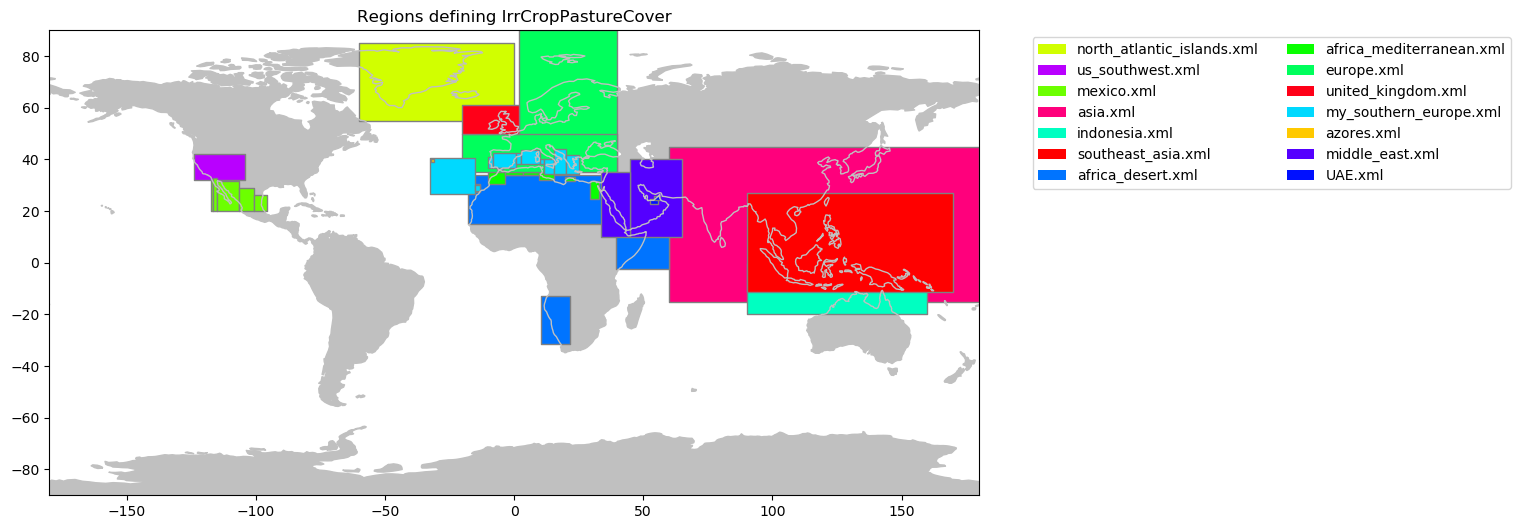 Regions defining IrrCropPastureCover
80
60
40
20
0
−20
−40
−60
−80
−150
−100
−50
0
50
100
150
north_atlantic_islands.xml
us_southwest.xml
mexico.xml
asia.xml
indonesia.xml
southeast_asia.xml
africa_desert.xml
africa_mediterranean.xml
europe.xml
united_kingdom.xml
my_southern_europe.xml
azores.xml
middle_east.xml
UAE.xml